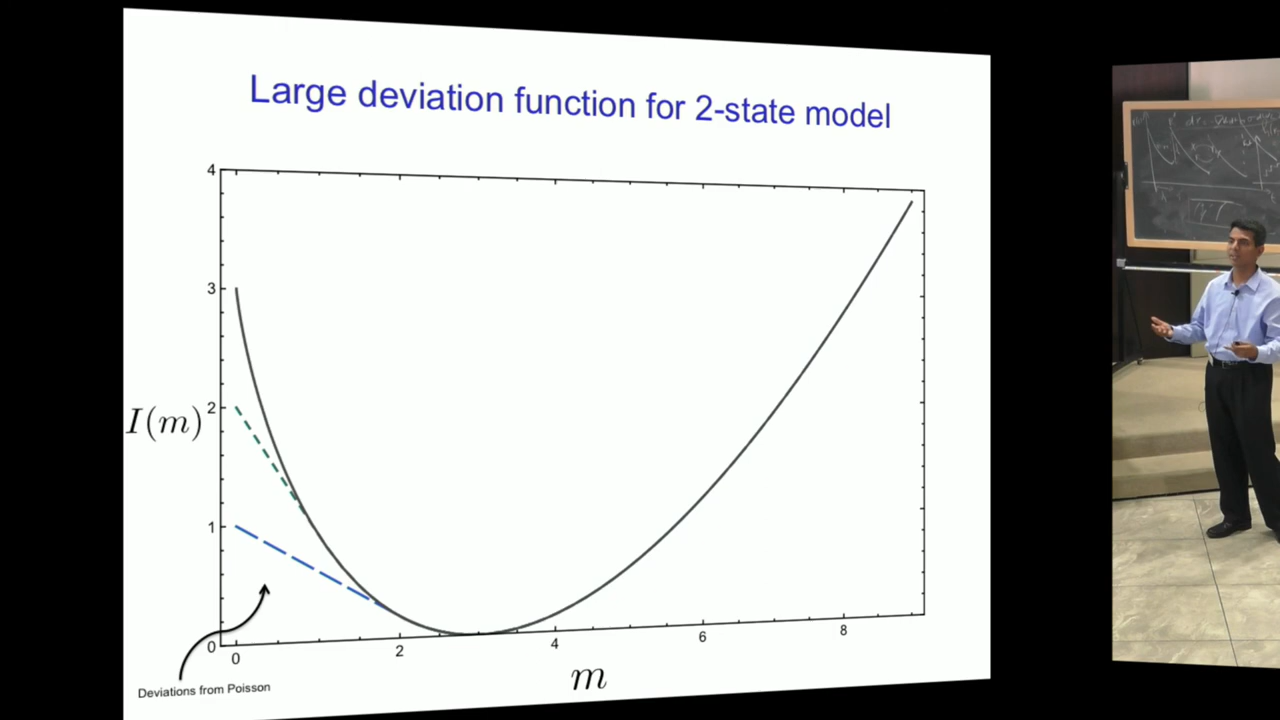 Large deviation function for 2-state model
4
3
I(m)
2
1
0
0 2 4 6 8
m
Deviations from Poisson